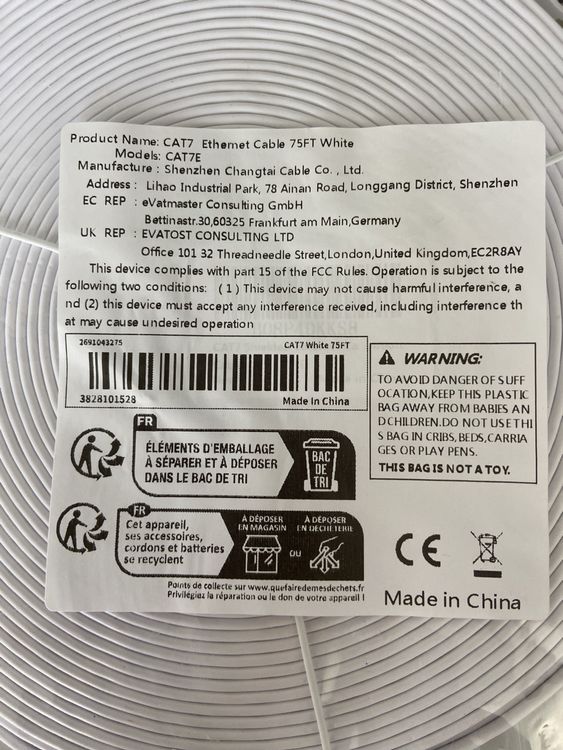 Product Name: CAT7 Ethernet Cable 75FT White
Models: CAT7E
Manufacture : Shenzhen Changtai Cable Co. , Ltd.
Address : Lihao Industrial Park, 78 Ainan Road, Longgang District, Shenzhen
EC REP : eVatmaster Consulting GmbH
Bettinastr.30,60325 Frankfurt am Main,Germany
UK REP : EVATOST CONSULTING LTD
Office 101 32 Threadneedle Street,London,United Kingdom,EC2R8AY
This device complies with part 15 of the FCC Rules. Operation is subject to the
following two conditions: (1) This device may not cause harmful interference, a
nd (2) this device must accept any interference received, including interference th
at may cause undesired operation
2691043275 CAT7 White 75FT
3828101528 Made In China
WARNING:
TO AVOID DANGER OF SUFF
OCATION,KEEP THIS PLASTIC
BAG AWAY FROM BABIES AN
D CHILDREN.DO NOT USE THI
S BAG IN CRIBS,BEDS,CARRIA
GES OR PLAY PENS.
THIS BAG IS NOT A TOY.
FR
ÉLÉMENTS D'EMBALLAGE
À SÉPARER ET À DÉPOSER
DANS LE BAC DE TRI
BAC
DE
TRI
FR
Cet appareil,
ses accessoires,
cordons et batteries
se recyclent
À DÉPOSER
EN MAGASIN
OU
À DÉPOSER
EN DÉCHÈTERIE
Points de collecte sur www.quefairedemesdechets.fr
Privilégiez la réparation ou le don de votre appareil !
CE
Made in China